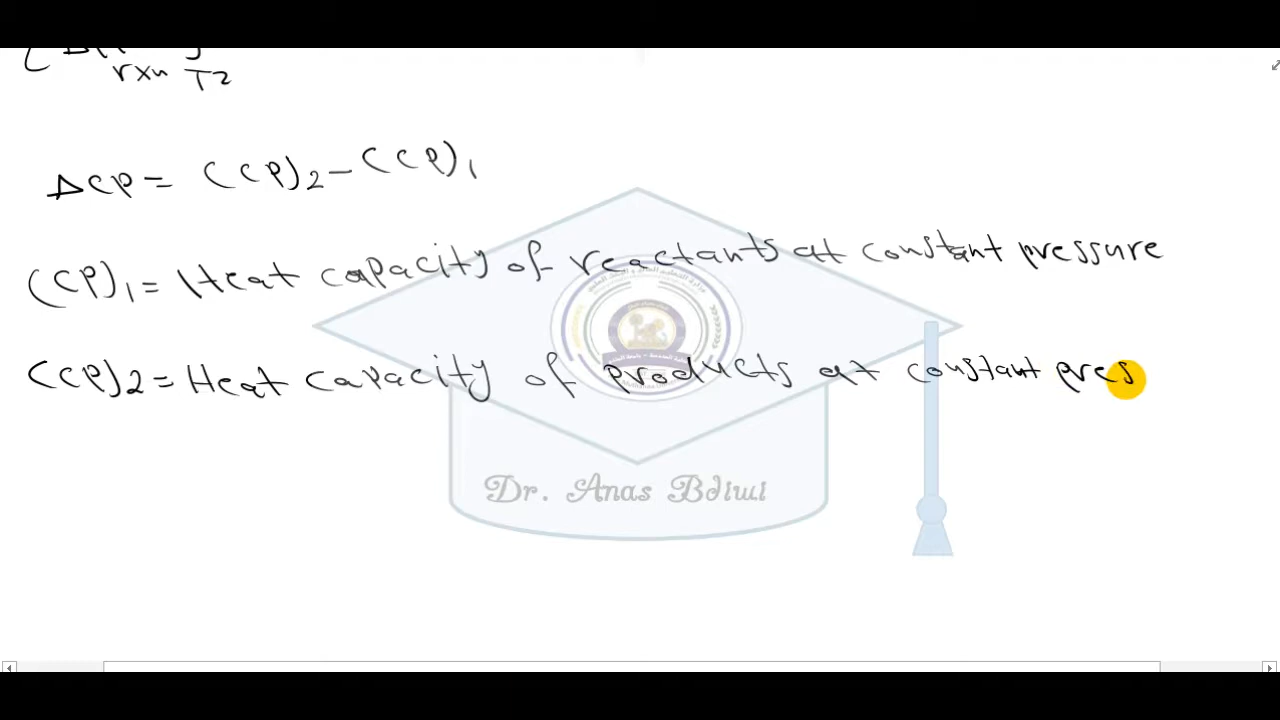 rxn T2
ΔCP = (CP)2 - (CP)1
(CP)1 = Heat capacity of reactants at constant pressure
(CP)2 = Heat capacity of products at constant pres
Dr. Anas Bdiwi